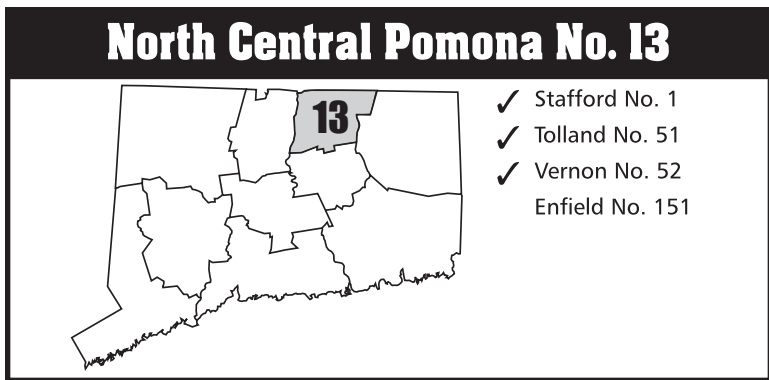 North Central Pomona No. 13
13
✓ Stafford No. 1
✓ Tolland No. 51
✓ Vernon No. 52
Enfield No. 151